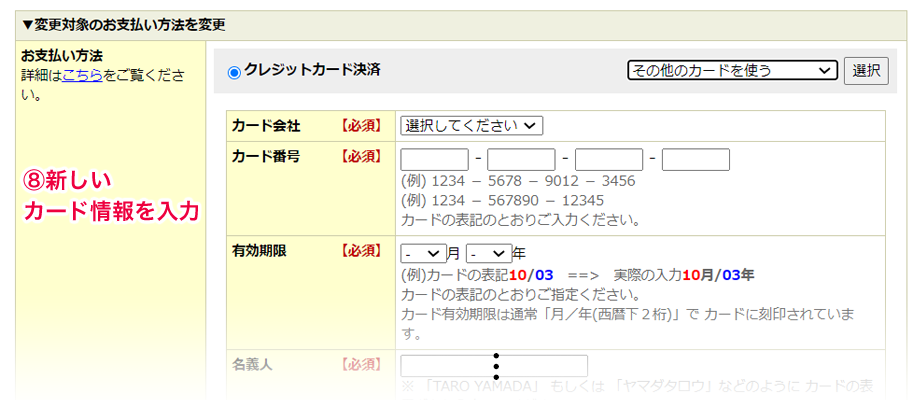 ▼変更対象のお支払い方法を変更
お支払い方法
詳細はこちらをご覧くださ
い。
クレジットカード決済
その他のカードを使う
選択
⑧新しい
カード情報を入力
カード会社 【必須】 選択してください
カード番号 【必須】 - - -
(例) 1234 － 5678 － 9012 － 3456
(例) 1234 － 567890 － 12345
カードの表記のとおりご入力ください。
有効期限 【必須】 - 月 - 年
(例)カードの表記10/03 ==> 実際の入力10月/03年
カードの表記のとおりご指定ください。
カード有効期限は通常「月／年(西暦下２桁)」で カードに刻印されていま
す。
名義人 【必須】
※ 「TARO YAMADA」 もしくは 「ヤマダタロウ」などのように カードの表